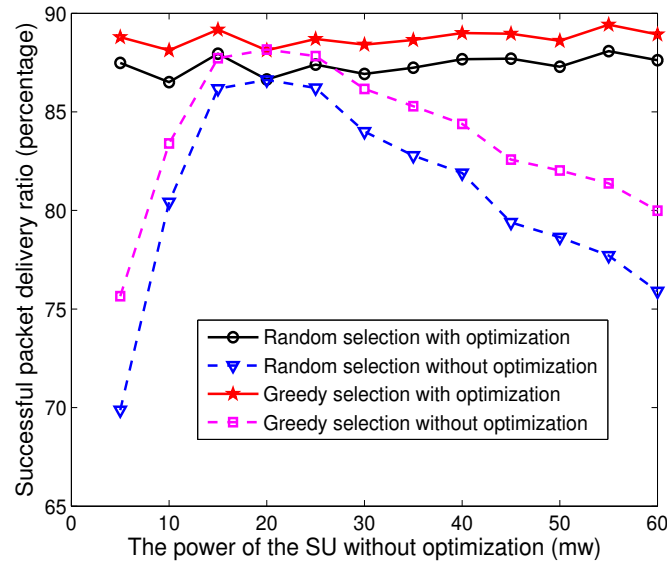 Successful packet delivery ratio (percentage)
90
85
80
75
70
65
Random selection with optimization
Random selection without optimization
Greedy selection with optimization
Greedy selection without optimization
0 10 20 30 40 50 60
The power of the SU without optimization (mw)